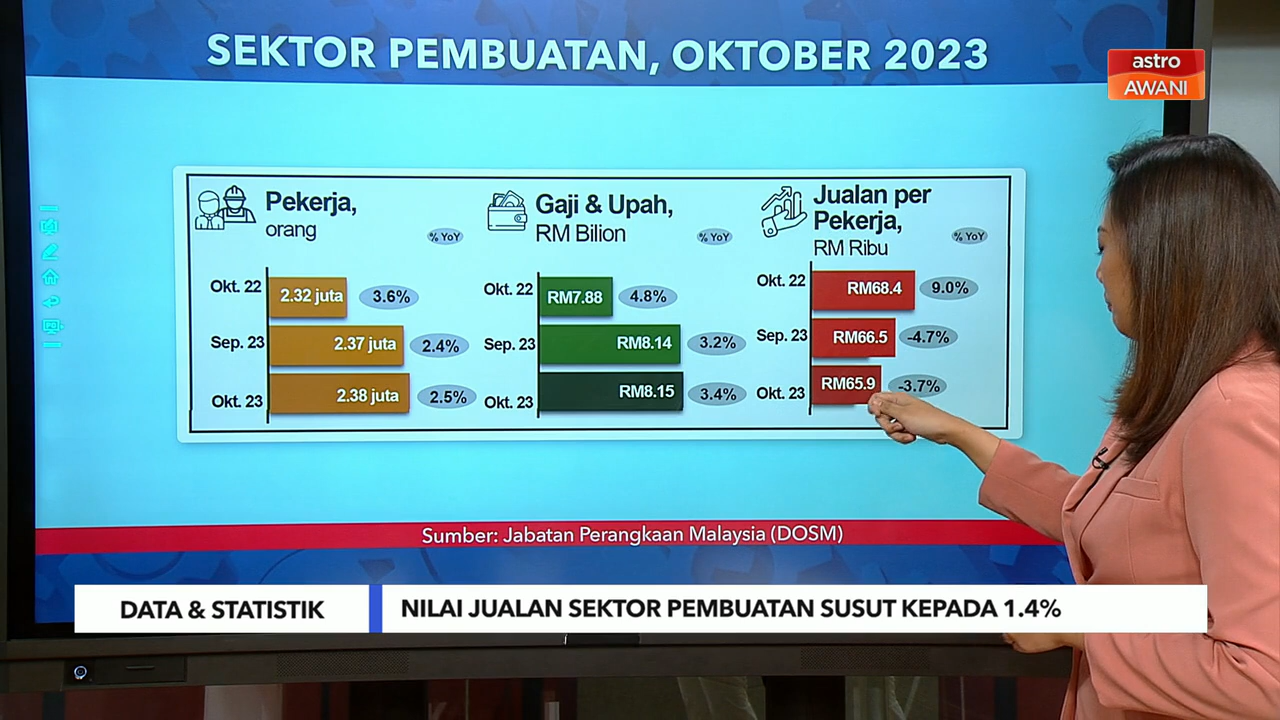 SEKTOR PEMBUATAN, OKTOBER 2023
astro
AWANI
Pekerja,
orang
% YoY
Okt. 22
2.32 juta
3.6%
Sep. 23
2.37 juta
2.4%
Okt. 23
2.38 juta
2.5%
Gaji & Upah,
RM Bilion
% YoY
Okt. 22
RM7.88
4.8%
Sep. 23
RM8.14
3.2%
Okt. 23
RM8.15
3.4%
Jualan per
Pekerja,
RM Ribu
% YoY
Okt. 22
RM68.4
9.0%
Sep. 23
RM66.5
-4.7%
Okt. 23
RM65.9
-3.7%
Sumber: Jabatan Perangkaan Malaysia (DOSM)
DATA & STATISTIK
NILAI JUALAN SEKTOR PEMBUATAN SUSUT KEPADA 1.4%